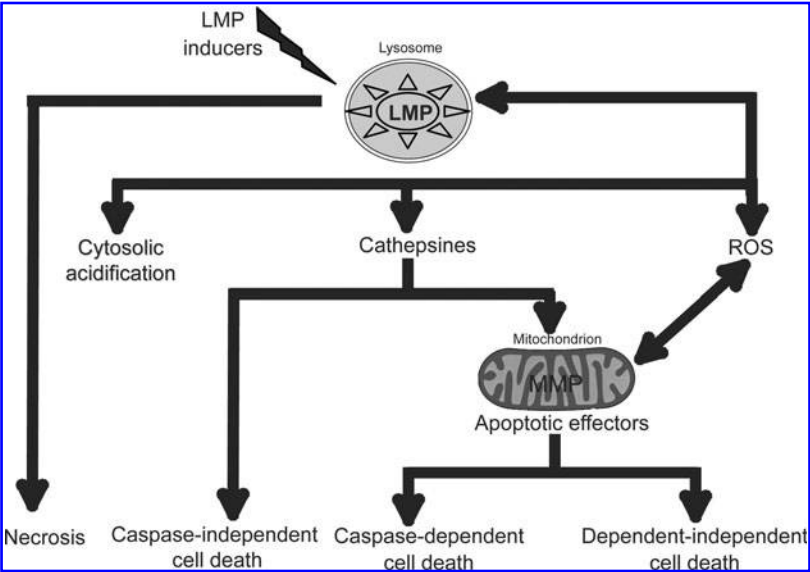 LMP
inducers
Lysosome
LMP
Cytosolic
acidification
Cathepsines
ROS
Mitochondrion
MMP
Apoptotic effectors
Necrosis
Caspase-independent
cell death
Caspase-dependent
cell death
Dependent-independent
cell death